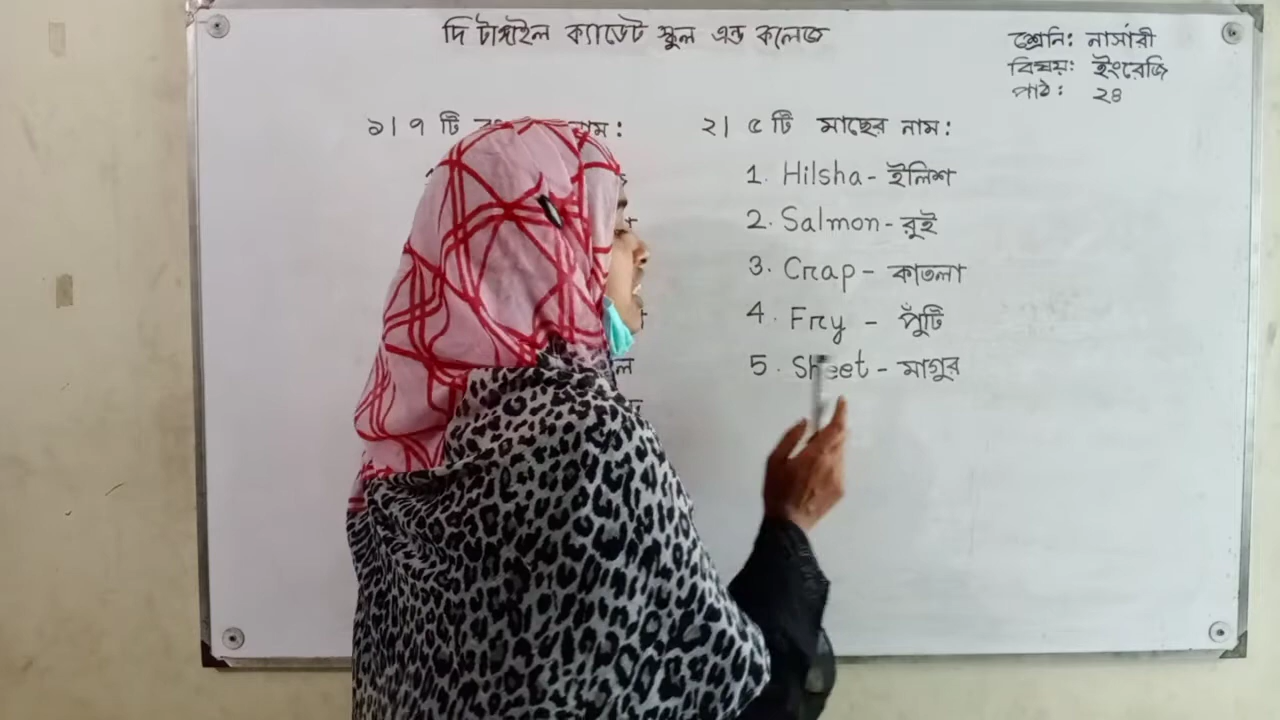 দি টাঙ্গাইল ক্যাডেট স্কুল এন্ড কলেজ
শ্রেনি: নার্সারী
বিষয়: ইংরেজি
পাঠ: ২৪
১। ৭ টি
২। ৫ টি মাছের নাম:
1. Hilsha - ইলিশ
2. Salmon - রুই
3. Crap - কাতলা
4. Fry - পুঁটি
5. Sheet - মাগুর